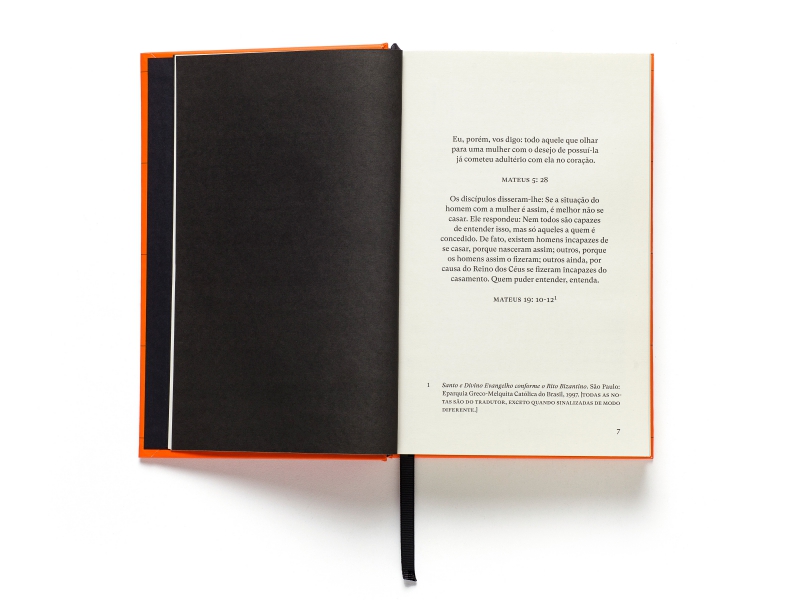 Eu, porém, vos digo: todo aquele que olhar
para uma mulher com o desejo de possuí-la
já cometeu adultério com ela no coração.
MATEUS 5: 28
Os discípulos disseram-lhe: Se a situação do
homem com a mulher é assim, é melhor não se
casar. Ele respondeu: Nem todos são capazes
de entender isso, mas só aqueles a quem é
concedido. De fato, existem homens incapazes de
se casar, porque nasceram assim; outros, porque
os homens assim o fizeram; outros ainda, por
causa do Reino dos Céus se fizeram incapazes do
casamento. Quem puder entender, entenda.
MATEUS 19: 10-12¹
1 Santo e Divino Evangelho conforme o Rito Bizantino. São Paulo:
Eparquia Greco-Melquita Católica do Brasil, 1997. [TODAS AS NO-
TAS SÃO DO TRADUTOR, EXCETO QUANDO SINALIZADAS DE MODO
DIFERENTE.]
7